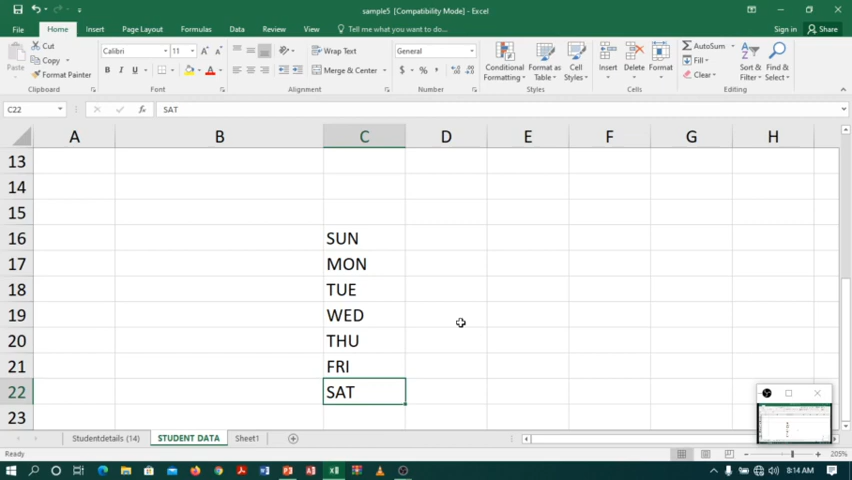 sample5 [Compatibility Mode] - Excel
File Home Insert Page Layout Formulas Data Review View Tell me what you want to do... Sign in Share
Cut
Copy
Format Painter
Paste
Clipboard
Calibri 11
B I U A
Font
Wrap Text
Merge & Center
Alignment
General
$ % ,
Number
Conditional Formatting
Format as Table
Cell Styles
Styles
Insert Delete Format
Cells
AutoSum
Fill
Clear
Sort & Filter
Find & Select
Editing
C22 fx SAT
A B C D E F G H
13
14
15
16 SUN
17 MON
18 TUE
19 WED
20 THU
21 FRI
22 SAT
23
Studentdetails (14) STUDENT DATA Sheet1
Ready 205%
8:14 AM